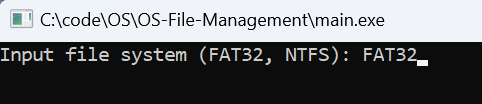 C:\code\OS\OS-File-Management\main.exe
Input file system (FAT32, NTFS): FAT32